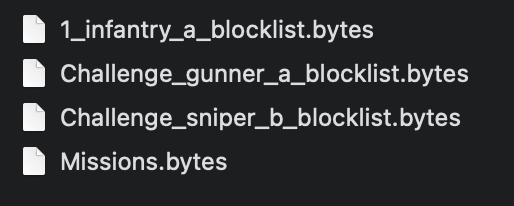 1_infantry_a_blocklist.bytes
Challenge_gunner_a_blocklist.bytes
Challenge_sniper_b_blocklist.bytes
Missions.bytes